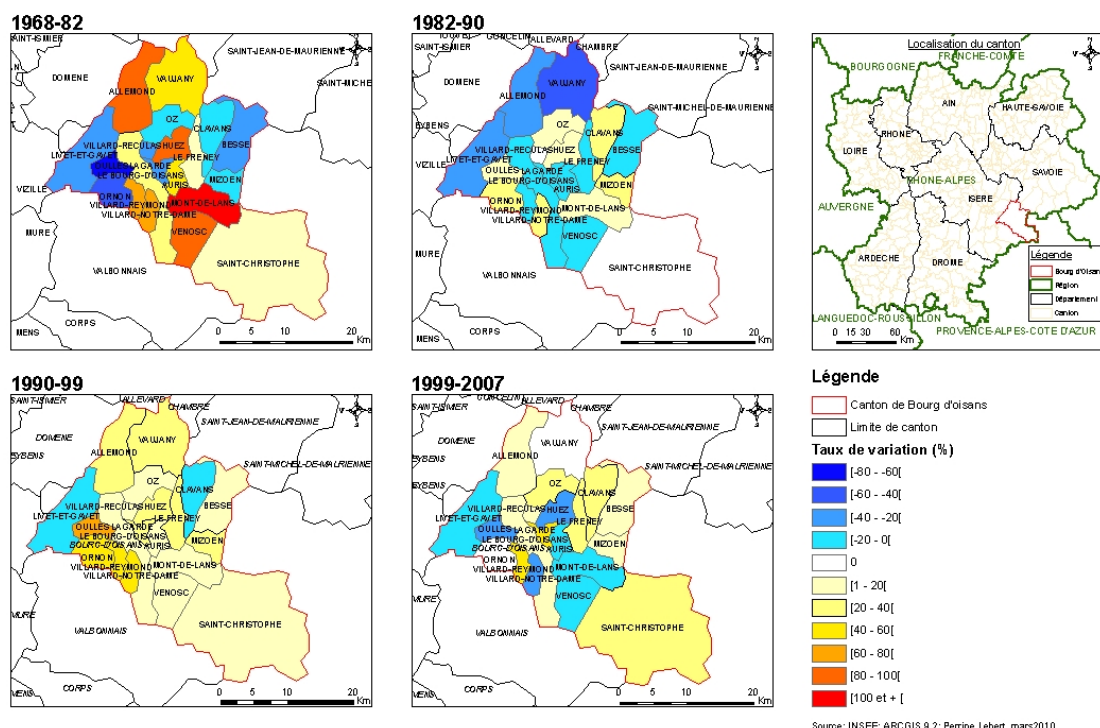 1968-82
SAINT-ISMIER
SAINT-JEAN-DE-MAURIENNE
DOMENE
SAINT-MICHE
VAUJANY
ALLEMOND
OZ
CLAVANS
VILLARD-RECULAS
HUEZ
BESSE
LIVET-ET-GAVET
LE FRENEY
OULLES
LAGARDE
LE BOURG-D'OISANS
AURIS
MIZOEN
VIZILLE
ORNON
VILLARD-REYMOND
MONT-DE-LANS
VILLARD-NOTRE-DAME
MURE
VENOSC
SAINT-CHRISTOPHE
VALBONNAIS
CORPS
MENS
0 5 10 20
Km
1982-90
GONCELIN
ALLEVARD
SAINT-ISMIER
CHAMBRE
SAINT-JEAN-DE-MAURIENNE
DOMENE
VAUJANY
ALLEMOND
SAINT-MICHEL-DE-MAURIENNE
EYBENS
OZ
CLAVANS
VILLARD-RECULAS
HUEZ
BESSE
LIVET-ET-GAVET
LE FRENEY
OULLES
LAGARDE
LE BOURG-D'OISANS
AURIS
MIZOEN
VIZILLE
ORNON
VILLARD-REYMOND
MONT-DE-LANS
VILLARD-NOTRE-DAME
MURE
VENOSC
SAINT-CHRISTOPHE
VALBONNAIS
CORPS
MENS
0 5 10 20
Km
Localisation du canton
FRANCHE-COMTE
BOURGOGNE
AIN
HAUTE-SAVOIE
RHONE
LOIRE
SAVOIE
RHONE-ALPES
ISERE
AUVERGNE
ARDECHE
DROME
LANGUEDOC-ROUSSILLON
PROVENCE-ALPES-COTE D'AZUR
0 15 30 60
Km
Légende
Bourg d'Oisan
Région
Département
Canton
1990-99
SAINT-ISMIER
ALLEVARD
CHAMBRE
SAINT-JEAN-DE-MAURIENNE
DOMENE
VAUJANY
EYBENS
ALLEMOND
SAINT-MICHEL-DE-MAURIENNE
OZ
CLAVANS
VILLARD-RECULAS
HUEZ
BESSE
LIVET-ET-GAVET
LE FRENEY
OULLES
LAGARDE
LE BOURG-D'OISANS
BOURG-D'OISANS
AURIS
MIZOEN
ORNON
VILLARD-REYMOND
MONT-DE-LANS
VILLARD-NOTRE-DAME
MURE
VENOSC
SAINT-CHRISTOPHE
VALBONNAIS
CORPS
0 5 10 20
Km
1999-2007
SAINT-ISMIER
GONCELIN
ALLEVARD
CHAMBRE
SAINT-JEAN-DE-MAURIENNE
DOMENE
VAUJANY
EYBENS
ALLEMOND
SAINT-MICHEL-DE-MAURIENNE
OZ
CLAVANS
VILLARD-RECULAS
HUEZ
BESSE
LIVET-ET-GAVET
LE FRENEY
OULLES
LAGARDE
LE BOURG-D'OISANS
BOURG-D'OISANS
AURIS
MIZOEN
ORNON
VILLARD-REYMOND
MONT-DE-LANS
VILLARD-NOTRE-DAME
MURE
VENOSC
SAINT-CHRISTOPHE
VALBONNAIS
CORPS
MENS
0 5 10 20
Km
Légende
Canton de Bourg d'oisans
Limite de canton
Taux de variation (%)
[-80 - -60[
[-60 - -40[
[-40 - -20[
[-20 - 0[
0
[1 - 20[
[20 - 40[
[40 - 60[
[60 - 80[
[80 - 100[
[100 et + [
Source: INSEE; ARCGIS 9.2; Perrine Lebert, mars2010